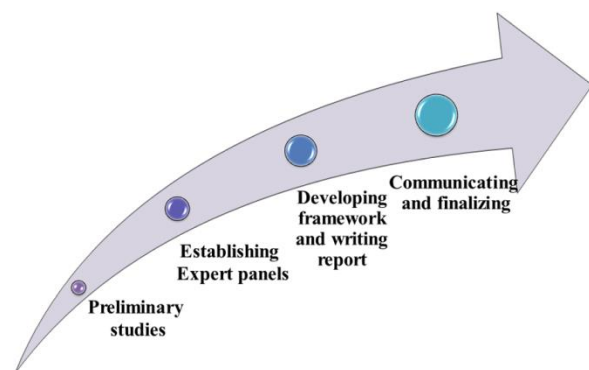 Preliminary
studies
Establishing
Expert panels
Developing
framework
and writing
report
Communicating
and finalizing